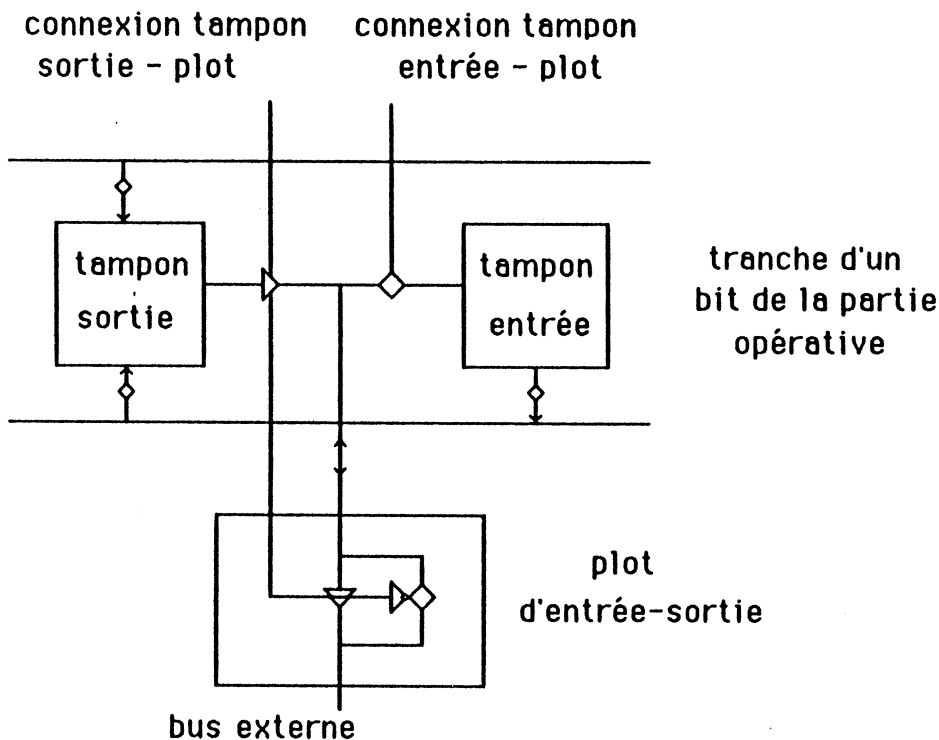 connexion tampon
sortie - plot
connexion tampon
entrée - plot
tampon
sortie
tampon
entrée
tranche d'un
bit de la partie
opérative
plot
d'entrée-sortie
bus externe